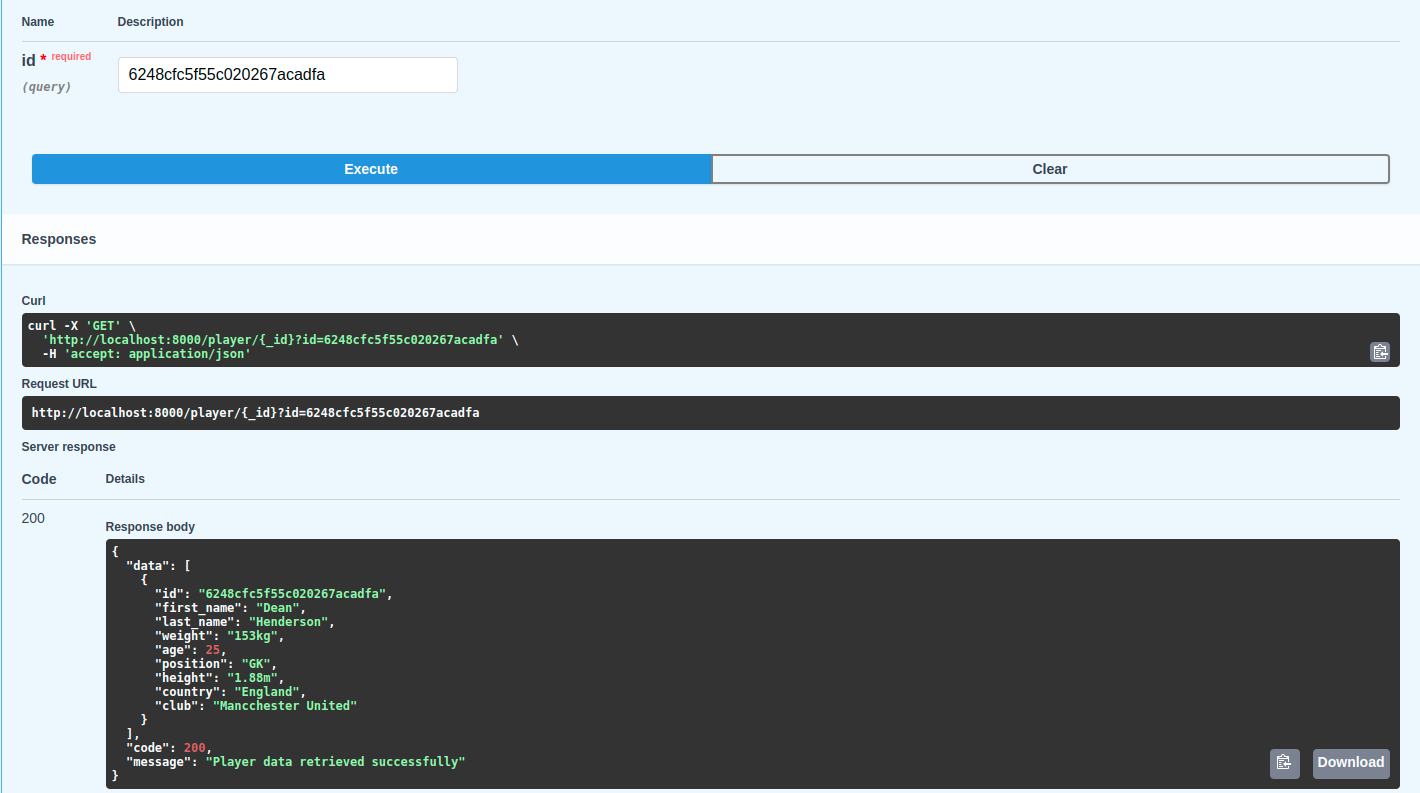 Name Description
id * required
(query)
6248cfc5f55c020267acadfa
Execute Clear
Responses
Curl
curl -X 'GET' \
  'http://localhost:8000/player/{_id}?id=6248cfc5f55c020267acadfa' \
  -H 'accept: application/json'
Request URL
http://localhost:8000/player/{_id}?id=6248cfc5f55c020267acadfa
Server response
Code Details
200
Response body
{
  "data": [
    {
      "id": "6248cfc5f55c020267acadfa",
      "first_name": "Dean",
      "last_name": "Henderson",
      "weight": "153kg",
      "age": 25,
      "position": "GK",
      "height": "1.88m",
      "country": "England",
      "club": "Mancchester United"
    }
  ],
  "code": 200,
  "message": "Player data retrieved successfully"
}
Download